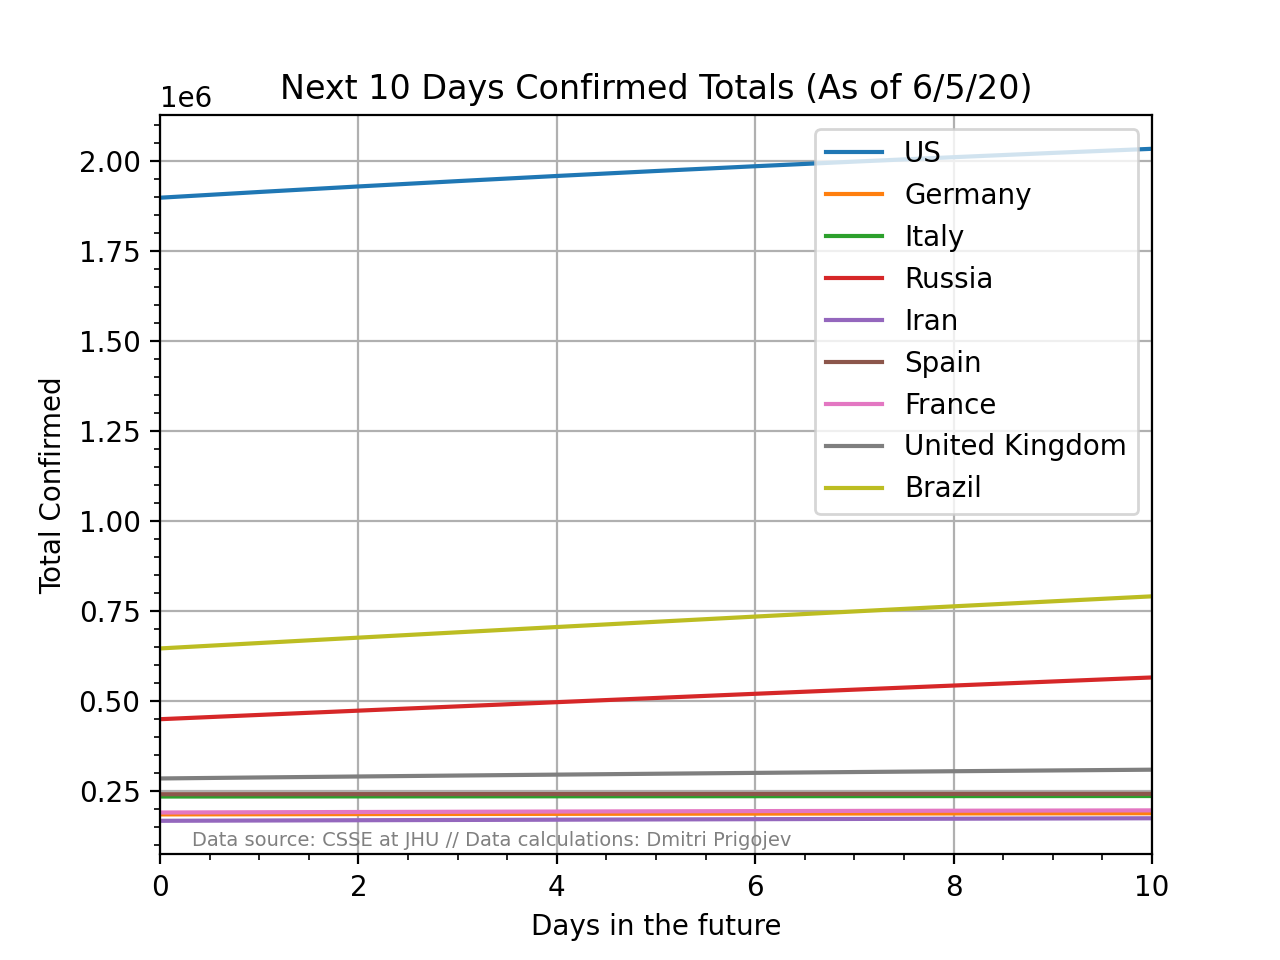 Next 10 Days Confirmed Totals (As of 6/5/20)
1e6
2.00
1.75
1.50
1.25
1.00
0.75
0.50
0.25
Total Confirmed
US
Germany
Italy
Russia
Iran
Spain
France
United Kingdom
Brazil
Data source: CSSE at JHU // Data calculations: Dmitri Prigojev
0 2 4 6 8 10
Days in the future